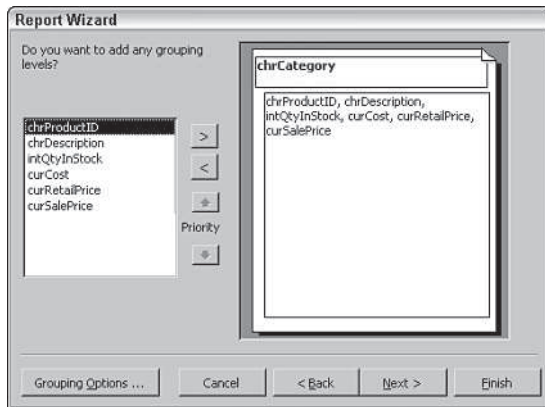 Report Wizard
Do you want to add any grouping
levels?
chrProductID
chrDescription
intQtyInStock
curCost
curRetailPrice
curSalePrice
>
<
Priority
chrCategory
chrProductID, chrDescription,
intQtyInStock, curCost, curRetailPrice,
curSalePrice
Grouping Options ...
Cancel
< Back
Next >
Finish